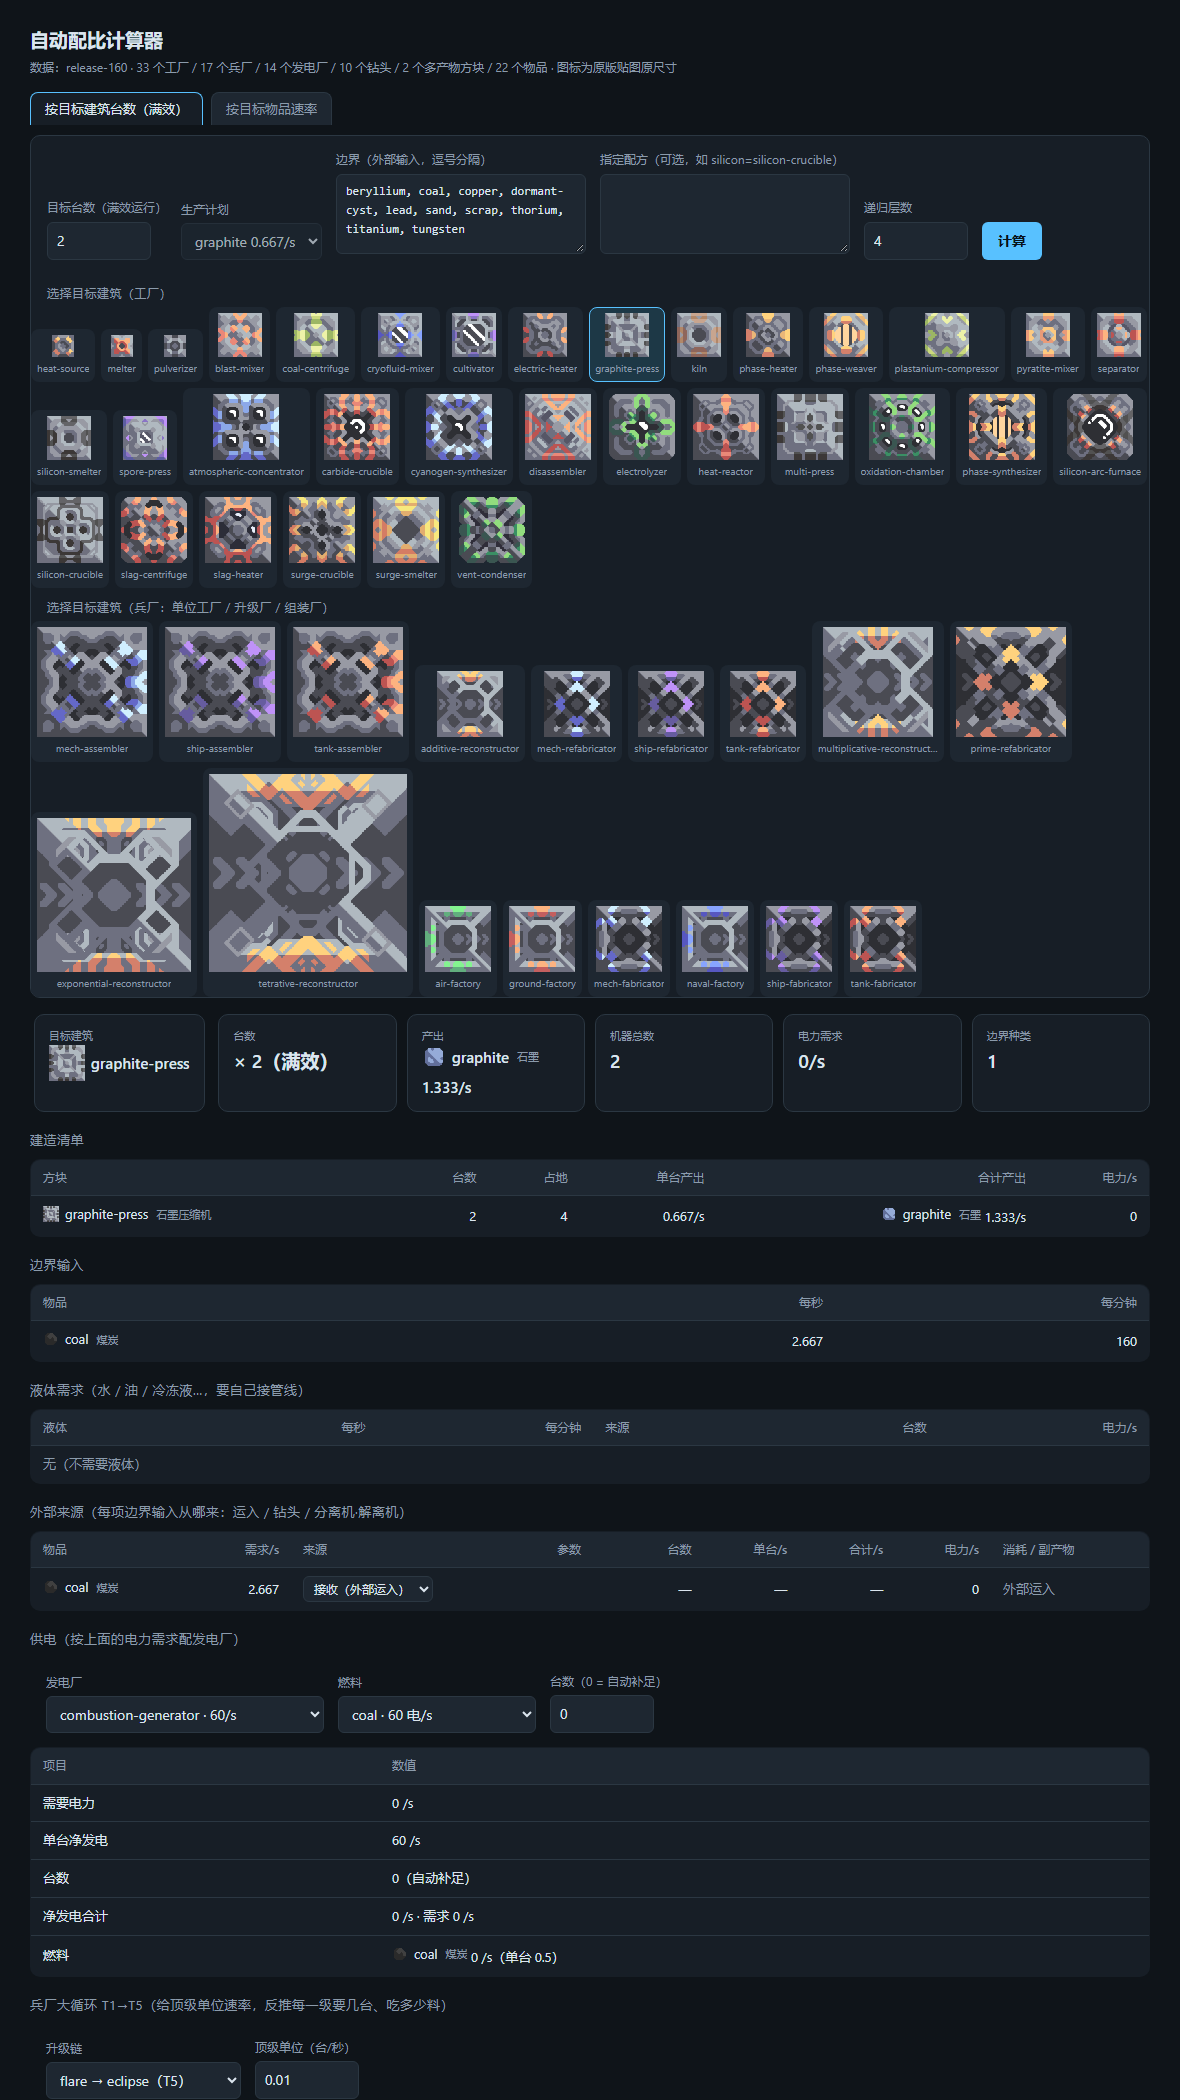 自动配比计算器
数据：release-160 · 33 个工厂 / 17 个兵厂 / 14 个发电厂 / 10 个钻头 / 2 个多产物方块 / 22 个物品 · 图标为原版贴图原尺寸
按目标建筑台数（满效） 按目标物品速率
目标台数（满效运行） 生产计划 边界（外部输入，逗号分隔） 指定配方（可选，如 silicon=silicon-crucible） 递归层数
2 graphite 0.667/s 4 计算
beryllium, coal, copper, dormant-
cyst, lead, sand, scrap, thorium,
titanium, tungsten
选择目标建筑（工厂）
heat-source melter pulverizer blast-mixer coal-centrifuge cryofluid-mixer cultivator electric-heater graphite-press kiln phase-heater phase-weaver plastanium-compressor pyratite-mixer separator
silicon-smelter spore-press atmospheric-concentrator carbide-crucible cyanogen-synthesizer disassembler electrolyzer heat-reactor multi-press oxidation-chamber phase-synthesizer silicon-arc-furnace
silicon-crucible slag-centrifuge slag-heater surge-crucible surge-smelter vent-condenser
选择目标建筑（兵厂：单位工厂 / 升级厂 / 组装厂）
mech-assembler ship-assembler tank-assembler additive-reconstructor mech-refabricator ship-refabricator tank-refabricator multiplicative-reconstruct... prime-refabricator
exponential-reconstructor tetrative-reconstructor air-factory ground-factory mech-fabricator naval-factory ship-fabricator tank-fabricator
目标建筑 台数 产出 机器总数 电力需求 边界种类
graphite-press × 2（满效） graphite 石墨 2 0/s 1
1.333/s
建造清单
方块 台数 占地 单台产出 合计产出 电力/s
graphite-press 石墨压缩机 2 4 0.667/s graphite 石墨 1.333/s 0
边界输入
物品 每秒 每分钟
coal 煤炭 2.667 160
液体需求（水 / 油 / 冷冻液…，要自己接管线）
液体 每秒 每分钟 来源 台数 电力/s
无（不需要液体）
外部来源（每项边界输入从哪来：运入 / 钻头 / 分离机·解离机）
物品 需求/s 来源 参数 台数 单台/s 合计/s 电力/s 消耗 / 副产物
coal 煤炭 2.667 接收（外部运入） — — — 0 外部运入
供电（按上面的电力需求配发电厂）
发电厂 燃料 台数（0 = 自动补足）
combustion-generator · 60/s coal · 60 电/s 0
项目 数值
需要电力 0 /s
单台净发电 60 /s
台数 0（自动补足）
净发电合计 0 /s · 需求 0 /s
燃料 coal 煤炭 0 /s（单台 0.5）
兵厂大循环 T1→T5（给顶级单位速率，反推每一级要几台、吃多少料）
升级链 顶级单位（台/秒）
flare → eclipse（T5） 0.01